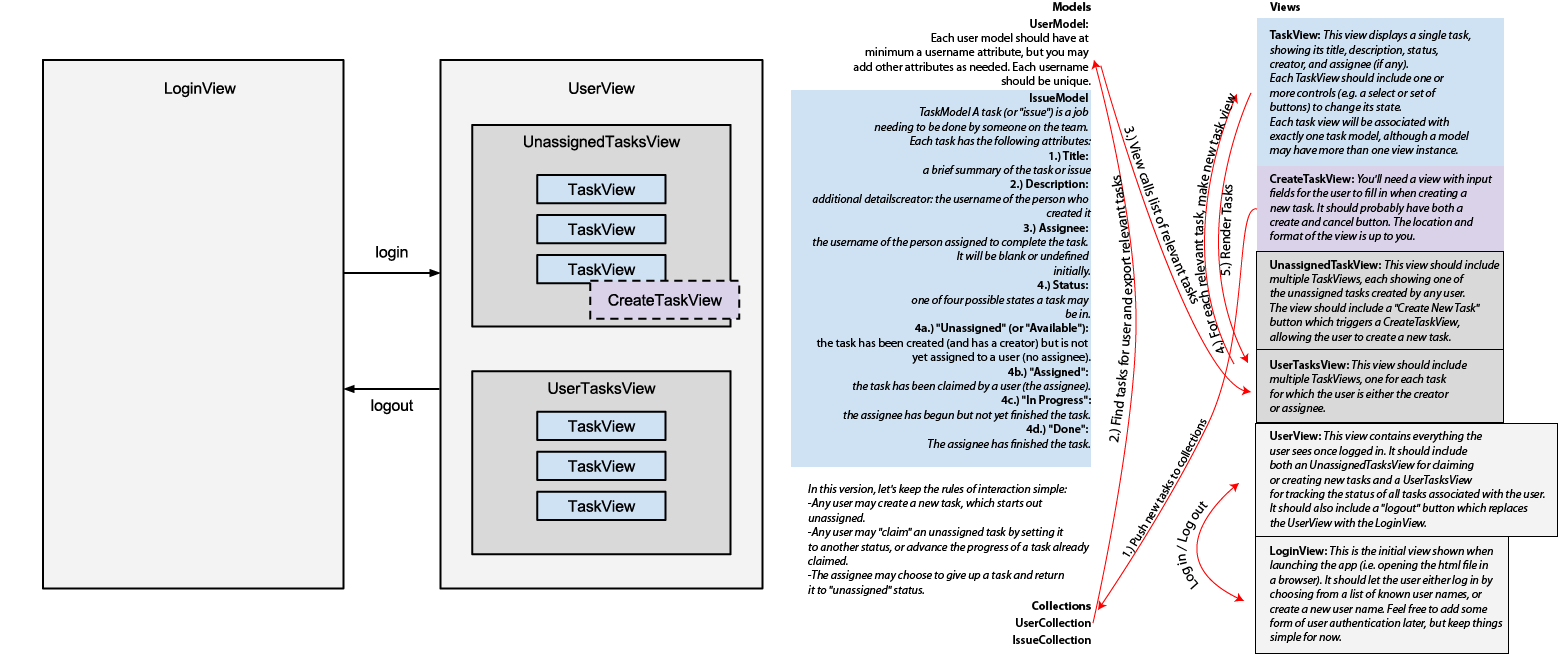 LoginView
login
logout
UserView
UnassignedTasksView
TaskView
TaskView
TaskView
CreateTaskView
UserTasksView
TaskView
TaskView
TaskView
Models
UserModel:
Each user model should have at
minimum a username attribute, but you may
add other attributes as needed. Each username
should be unique.
IssueModel
TaskModel A task (or "issue") is a job
needing to be done by someone on the team.
Each task has the following attributes:
1.) Title:
a brief summary of the task or issue
2.) Description:
additional detailscreator: the username of the person who
created it
3.) Assignee:
the username of the person assigned to complete the task.
It will be blank or undefined
initially.
4.) Status:
one of four possible states a task may
be in.
4a.) "Unassigned" (or "Available"):
the task has been created (and has a creator) but is not
yet assigned to a user (no assignee).
4b.) "Assigned":
the task has been claimed by a user (the assignee).
4c.) "In Progress":
the assignee has begun but not yet finished the task.
4d.) "Done":
The assignee has finished the task.
In this version, let's keep the rules of interaction simple:
-Any user may create a new task, which starts out
unassigned.
-Any user may "claim" an unassigned task by setting it
to another status, or advance the progress of a task already
claimed.
-The assignee may choose to give up a task and return
it to "unassigned" status.
Collections
UserCollection
IssueCollection
1.) Push new tasks to collections
2.) Find tasks for user and export relevant tasks
3.) View calls list of relevant tasks
4.) For each relevant task, make new task view
5.) Render Tasks
Log in / Log out
Views
TaskView: This view displays a single task,
showing its title, description, status,
creator, and assignee (if any).
Each TaskView should include one or
more controls (e.g. a select or set of
buttons) to change its state.
Each task view will be associated with
exactly one task model, although a model
may have more than one view instance.
CreateTaskView: You'll need a view with input
fields for the user to fill in when creating a
new task. It should probably have both a
create and cancel button. The location and
format of the view is up to you.
UnassignedTaskView: This view should include
multiple TaskViews, each showing one of
the unassigned tasks created by any user.
The view should include a "Create New Task"
button which triggers a CreateTaskView,
allowing the user to create a new task.
UserTasksView: This view should include
multiple TaskViews, one for each task
for which the user is either the creator
or assignee.
UserView: This view contains everything the
user sees once logged in. It should include
both an UnassignedTasksView for claiming
or creating new tasks and a UserTasksView
for tracking the status of all tasks associated with the user.
It should also include a "logout" button which replaces
the UserView with the LoginView.
LoginView: This is the initial view shown when
launching the app (i.e. opening the html file in
a browser). It should let the user either log in by
choosing from a list of known user names, or
create a new user name. Feel free to add some
form of user authentication later, but keep things
simple for now.